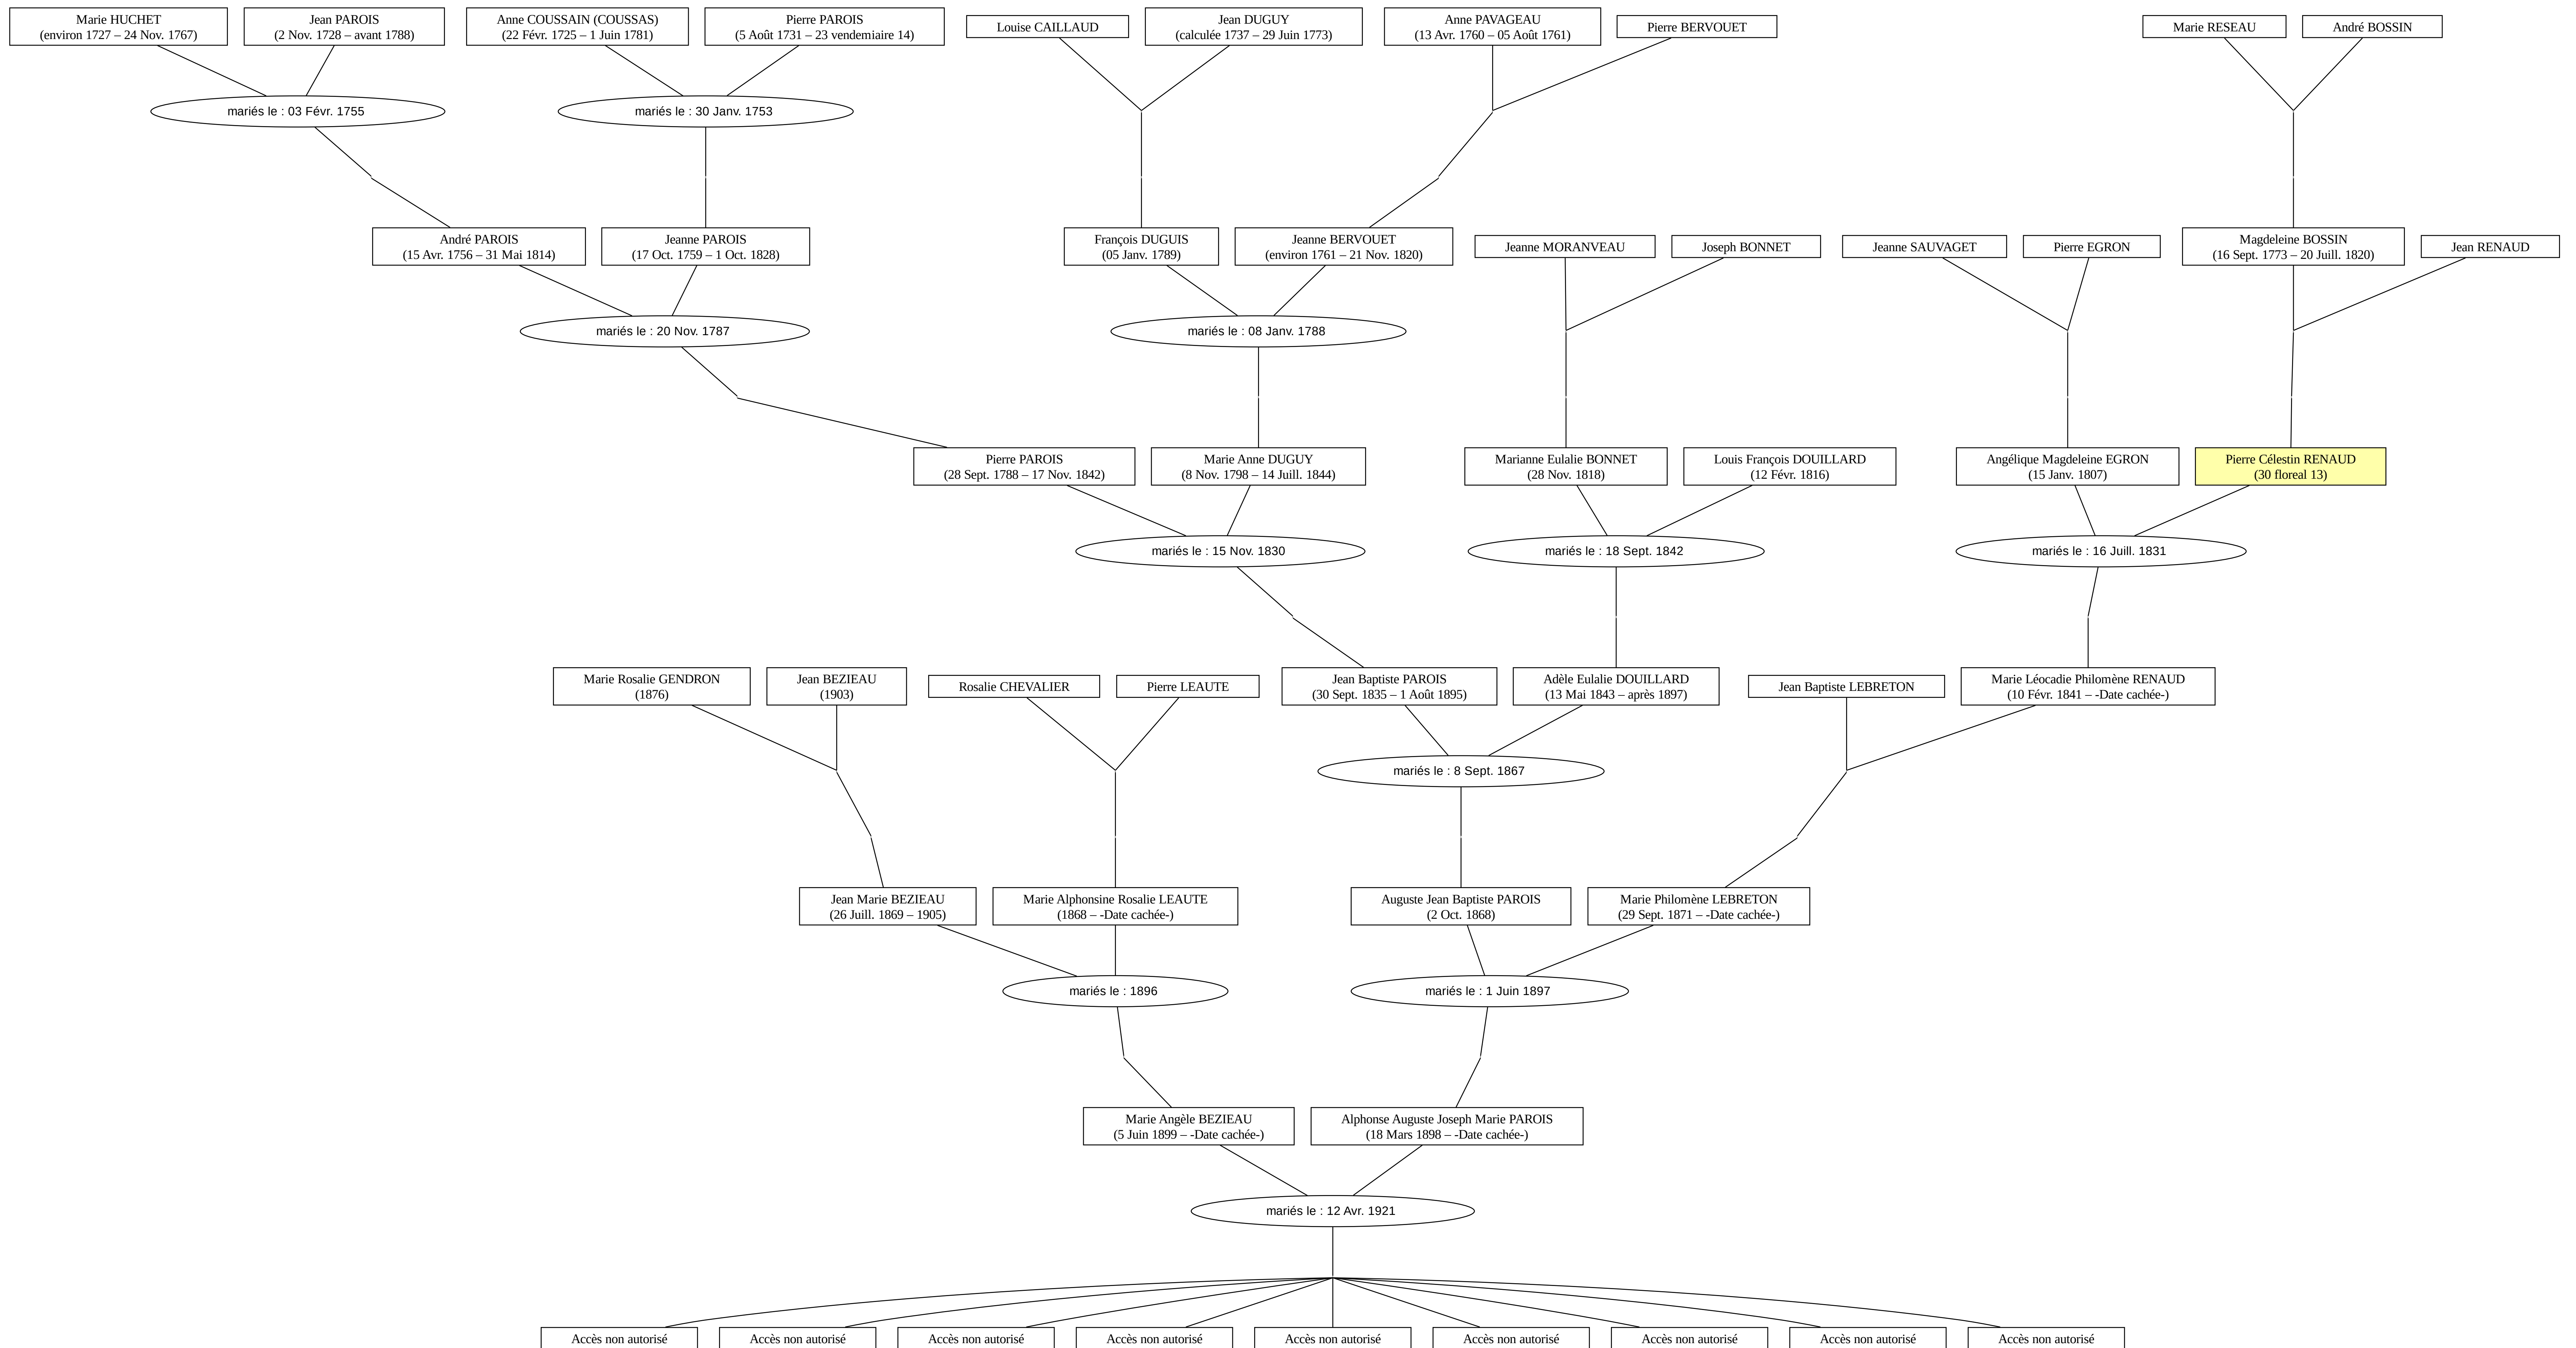 Marie HUCHET
(environ 1727 – 24 Nov. 1767)
Jean PAROIS
(2 Nov. 1728 – avant 1788)
Anne COUSSAIN (COUSSAS)
(22 Févr. 1725 – 1 Juin 1781)
Pierre PAROIS
(5 Août 1731 – 23 vendemiaire 14)
Louise CAILLAUD
Jean DUGUY
(calculée 1737 – 29 Juin 1773)
Anne PAVAGEAU
(13 Avr. 1760 – 05 Août 1761)
Pierre BERVOUET
Marie RESEAU
André BOSSIN
mariés le : 03 Févr. 1755
mariés le : 30 Janv. 1753
André PAROIS
(15 Avr. 1756 – 31 Mai 1814)
Jeanne PAROIS
(17 Oct. 1759 – 1 Oct. 1828)
François DUGUIS
(05 Janv. 1789)
Jeanne BERVOUET
(environ 1761 – 21 Nov. 1820)
Jeanne MORANVEAU
Joseph BONNET
Jeanne SAUVAGET
Pierre EGRON
Magdeleine BOSSIN
(16 Sept. 1773 – 20 Juill. 1820)
Jean RENAUD
mariés le : 20 Nov. 1787
mariés le : 08 Janv. 1788
Pierre PAROIS
(28 Sept. 1788 – 17 Nov. 1842)
Marie Anne DUGUY
(8 Nov. 1798 – 14 Juill. 1844)
Marianne Eulalie BONNET
(28 Nov. 1818)
Louis François DOUILLARD
(12 Févr. 1816)
Angélique Magdeleine EGRON
(15 Janv. 1807)
Pierre Célestin RENAUD
(30 floreal 13)
mariés le : 15 Nov. 1830
mariés le : 18 Sept. 1842
mariés le : 16 Juill. 1831
Marie Rosalie GENDRON
(1876)
Jean BEZIEAU
(1903)
Rosalie CHEVALIER
Pierre LEAUTE
Jean Baptiste PAROIS
(30 Sept. 1835 – 1 Août 1895)
Adèle Eulalie DOUILLARD
(13 Mai 1843 – après 1897)
Jean Baptiste LEBRETON
Marie Léocadie Philomène RENAUD
(10 Févr. 1841 – -Date cachée-)
mariés le : 8 Sept. 1867
Jean Marie BEZIEAU
(26 Juill. 1869 – 1905)
Marie Alphonsine Rosalie LEAUTE
(1868 – -Date cachée-)
Auguste Jean Baptiste PAROIS
(2 Oct. 1868)
Marie Philomène LEBRETON
(29 Sept. 1871 – -Date cachée-)
mariés le : 1896
mariés le : 1 Juin 1897
Marie Angèle BEZIEAU
(5 Juin 1899 – -Date cachée-)
Alphonse Auguste Joseph Marie PAROIS
(18 Mars 1898 – -Date cachée-)
mariés le : 12 Avr. 1921
Accès non autorisé
Accès non autorisé
Accès non autorisé
Accès non autorisé
Accès non autorisé
Accès non autorisé
Accès non autorisé
Accès non autorisé
Accès non autorisé